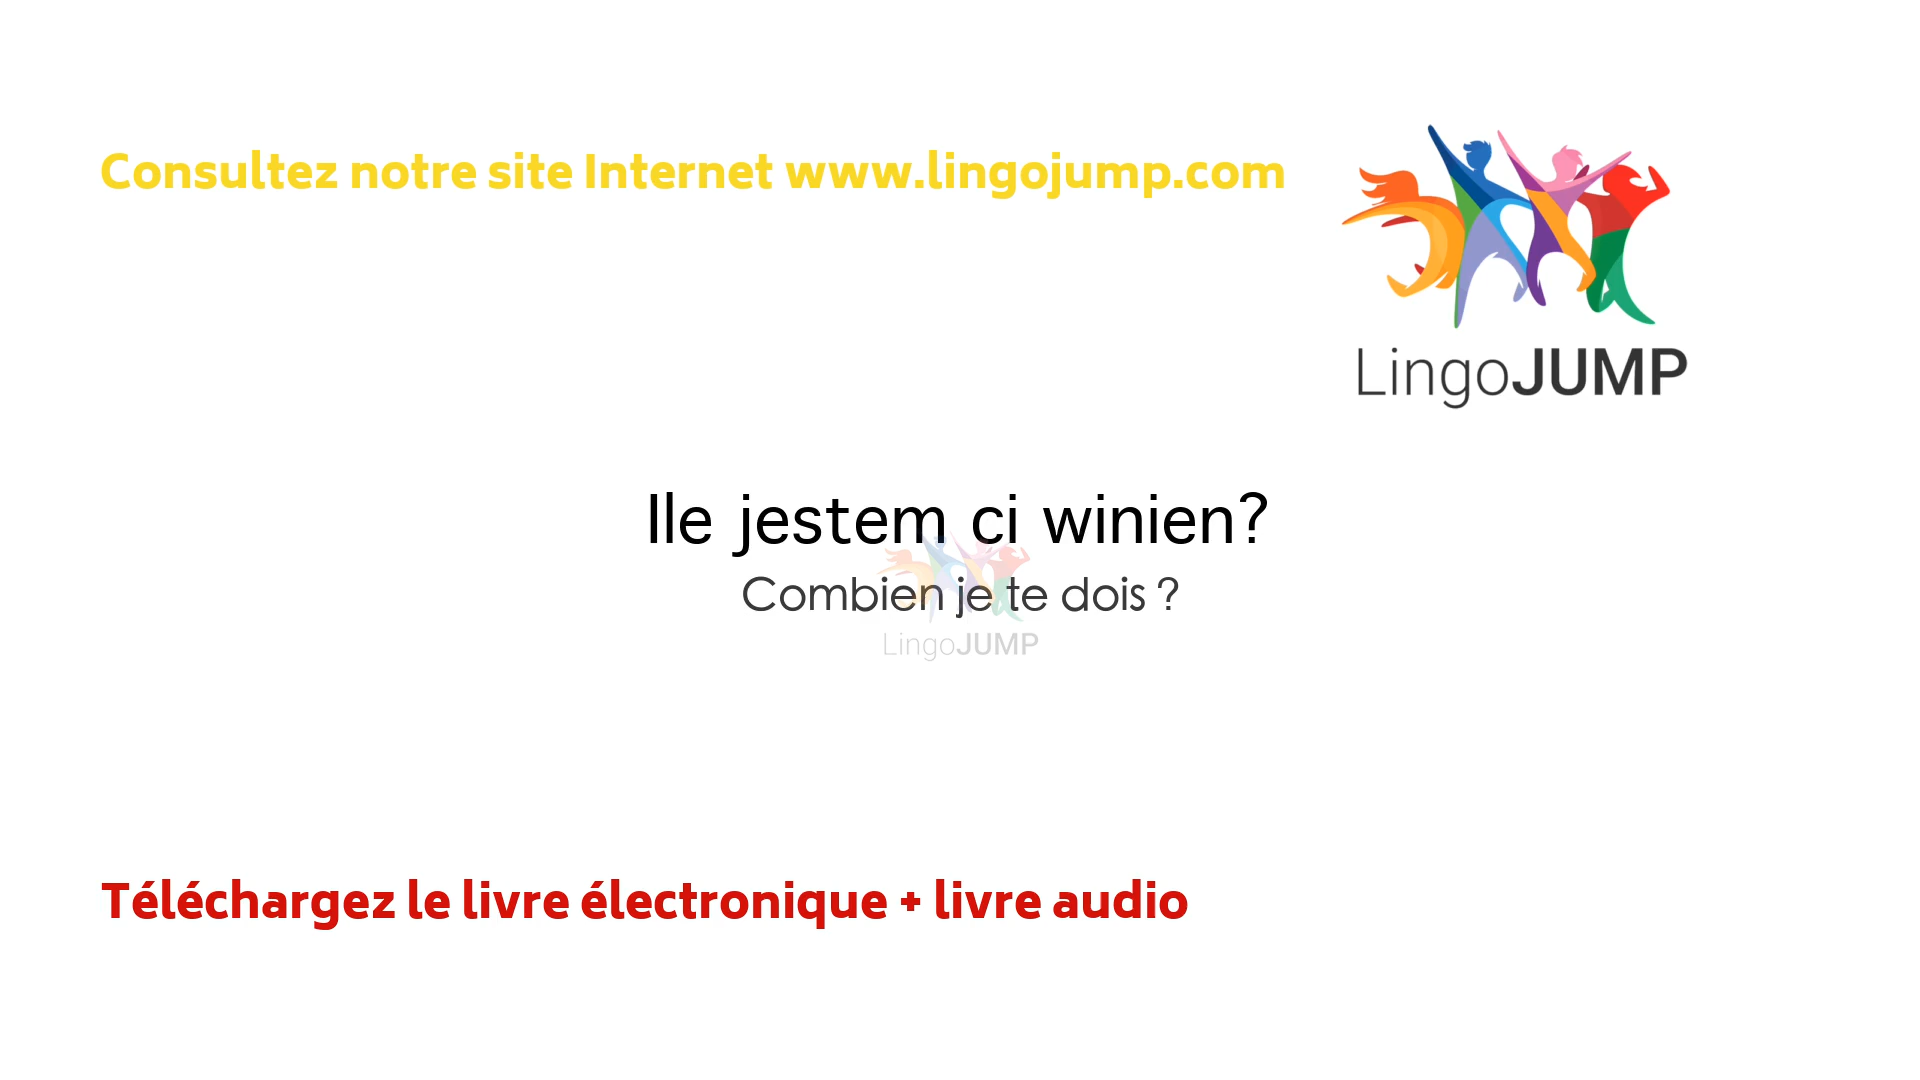 Consultez notre site Internet www.lingojump.com
LingoJUMP
Ile jestem ci winien?
Combien je te dois ?
LingoJUMP
Téléchargez le livre électronique + livre audio